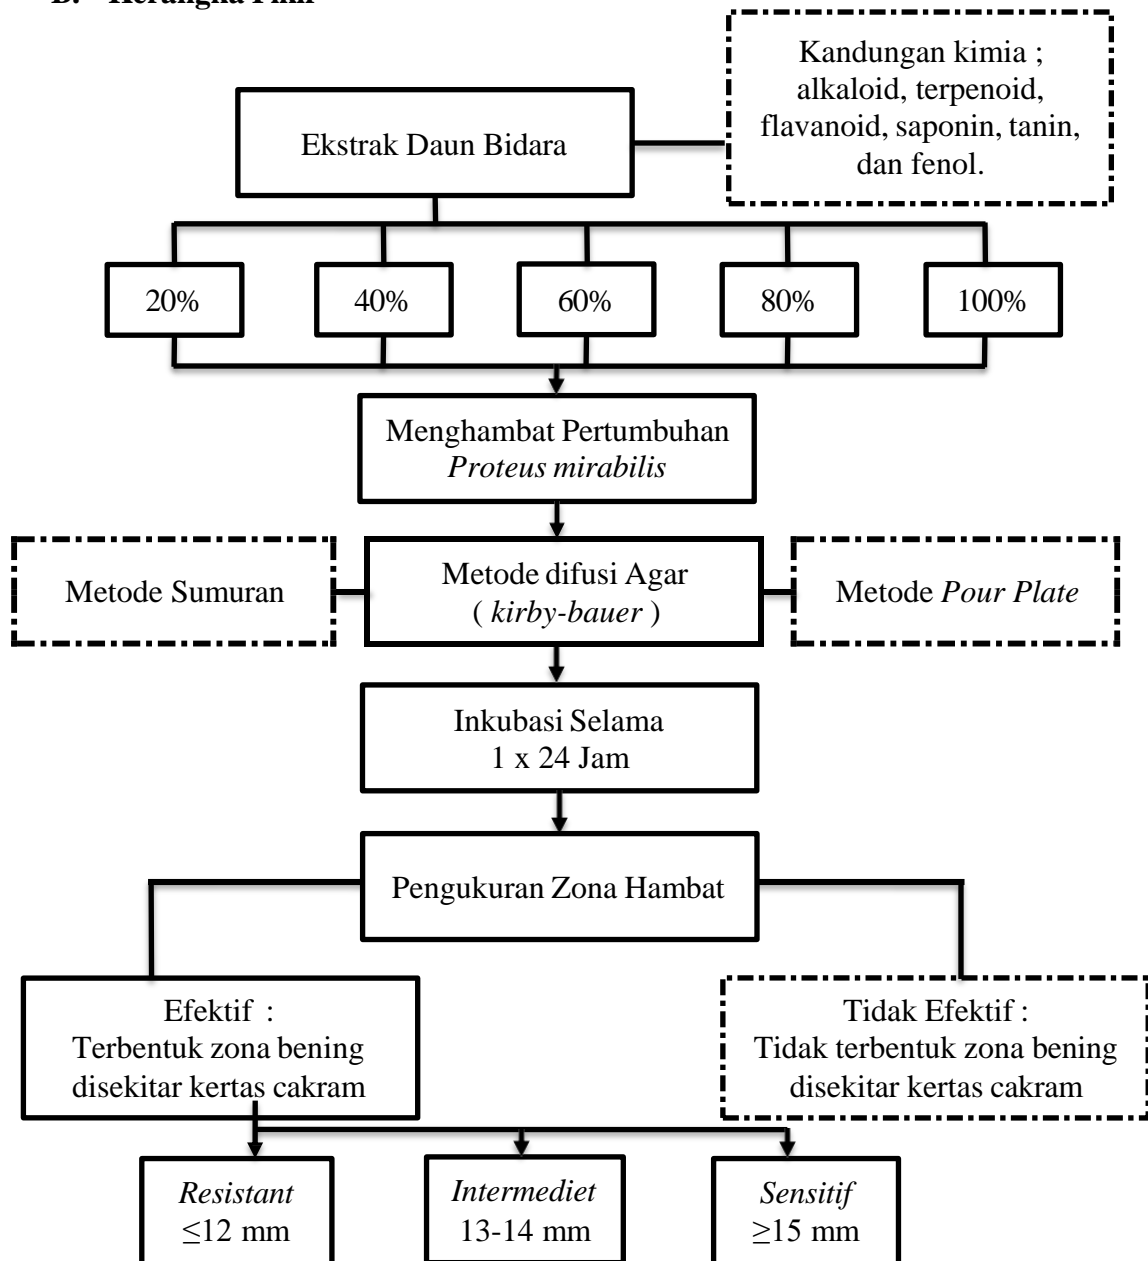 B. Kerangka Pikir
Kandungan kimia ;
alkaloid, terpenoid,
flavanoid, saponin, tanin,
dan fenol.
Ekstrak Daun Bidara
20%
40%
60%
80%
100%
Menghambat Pertumbuhan
Proteus mirabilis
Metode Sumuran
Metode difusi Agar
( kirby-bauer )
Metode Pour Plate
Inkubasi Selama
1 x 24 Jam
Pengukuran Zona Hambat
Efektif :
Terbentuk zona bening
disekitar kertas cakram
Tidak Efektif :
Tidak terbentuk zona bening
disekitar kertas cakram
Resistant
≤12 mm
Intermediet
13-14 mm
Sensitif
≥15 mm